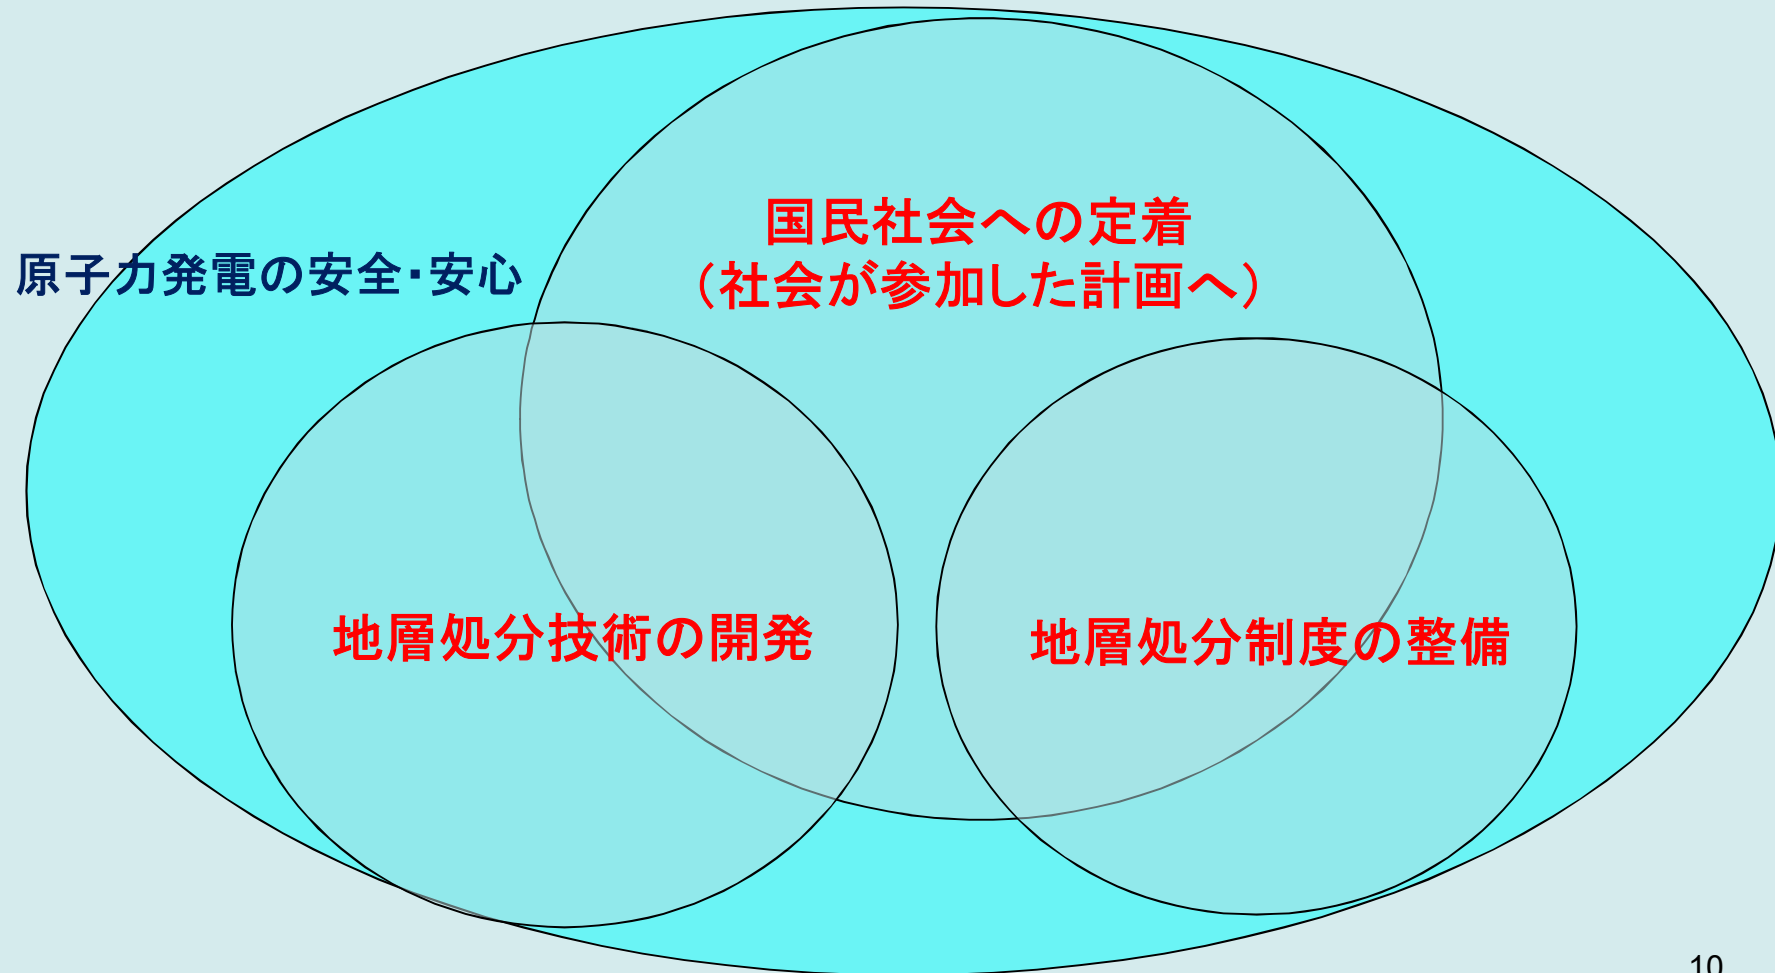 国民社会への定着
（社会が参加した計画へ）
原子力発電の安全・安心
地層処分技術の開発
地層処分制度の整備
10